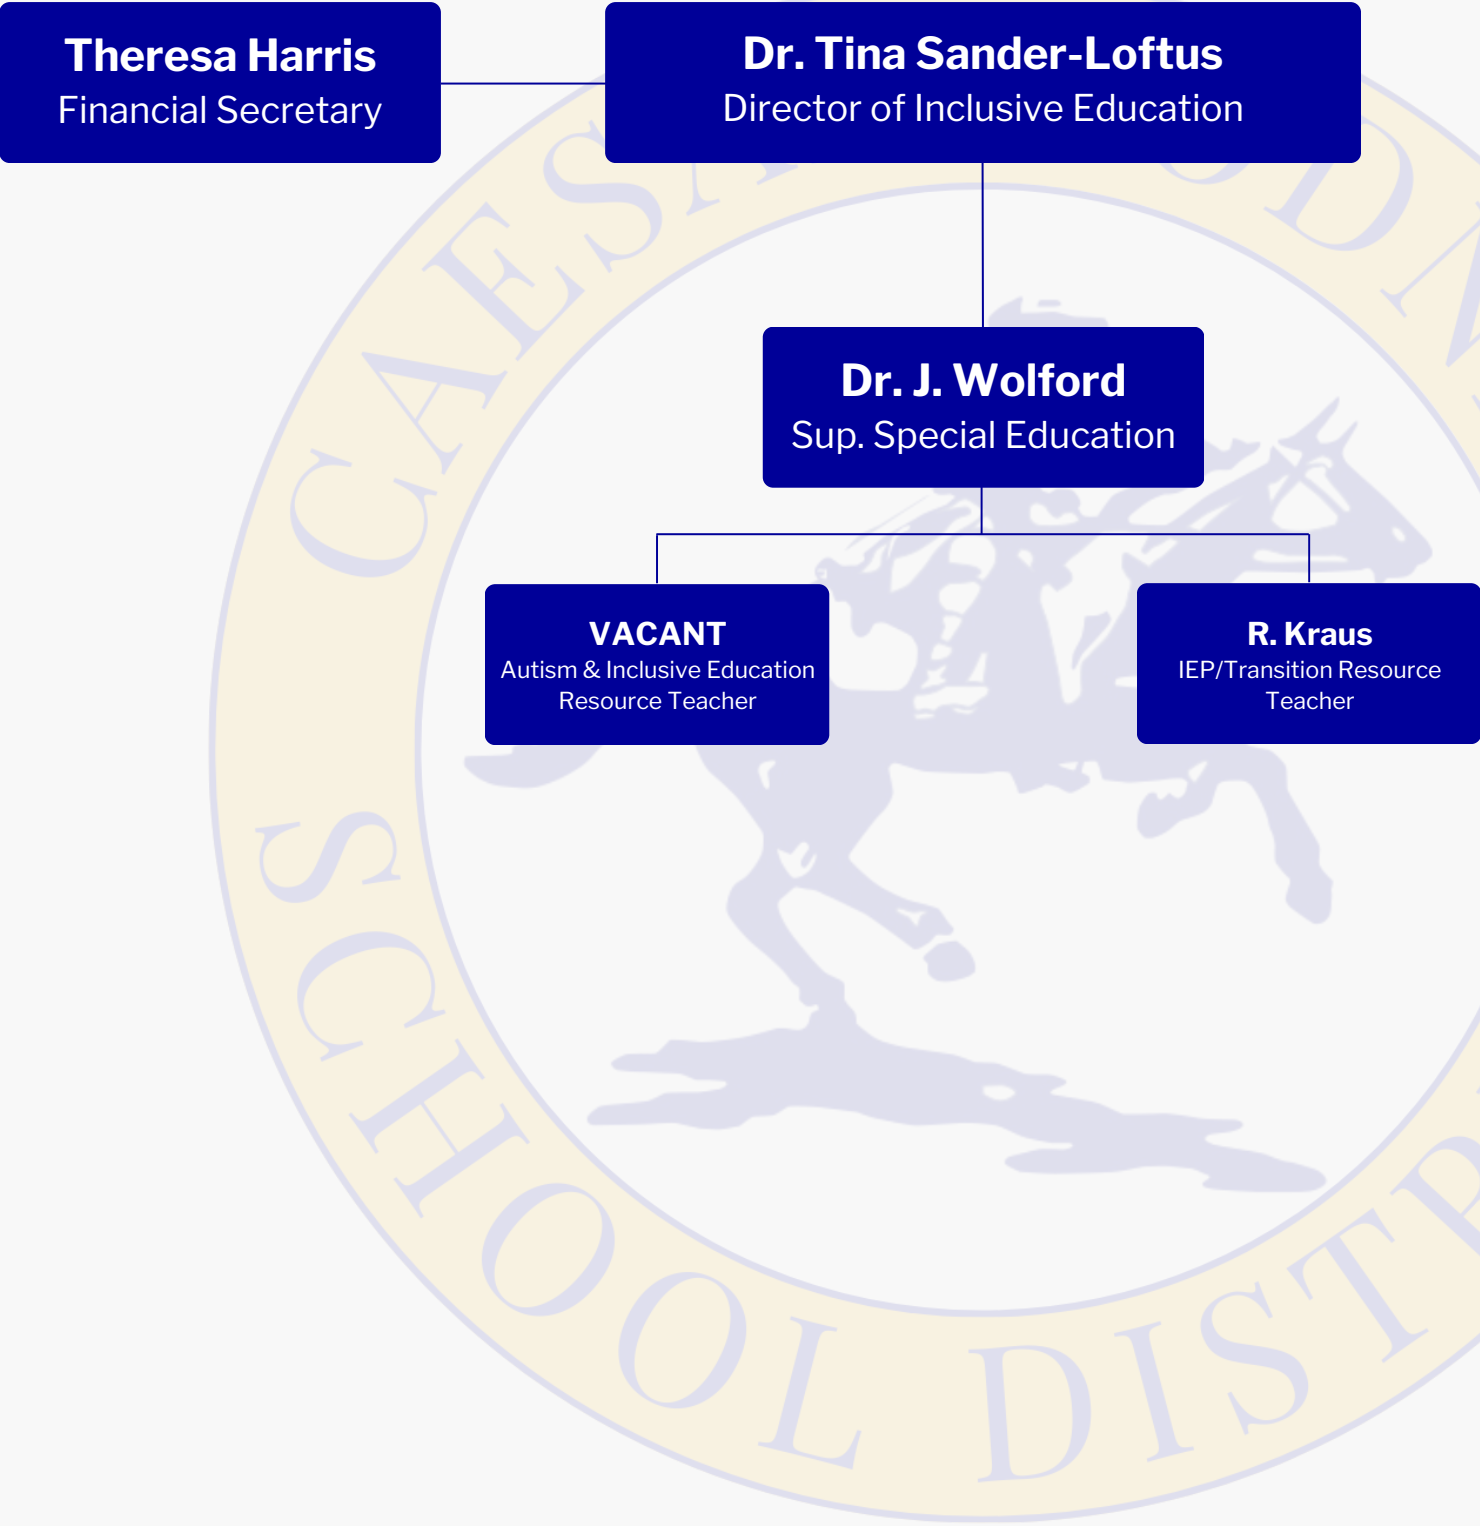 Theresa Harris
Financial Secretary
Dr. Tina Sander-Loftus
Director of Inclusive Education
Dr. J. Wolford
Sup. Special Education
VACANT
Autism & Inclusive Education
Resource Teacher
R. Kraus
IEP/Transition Resource
Teacher
SCHOOL